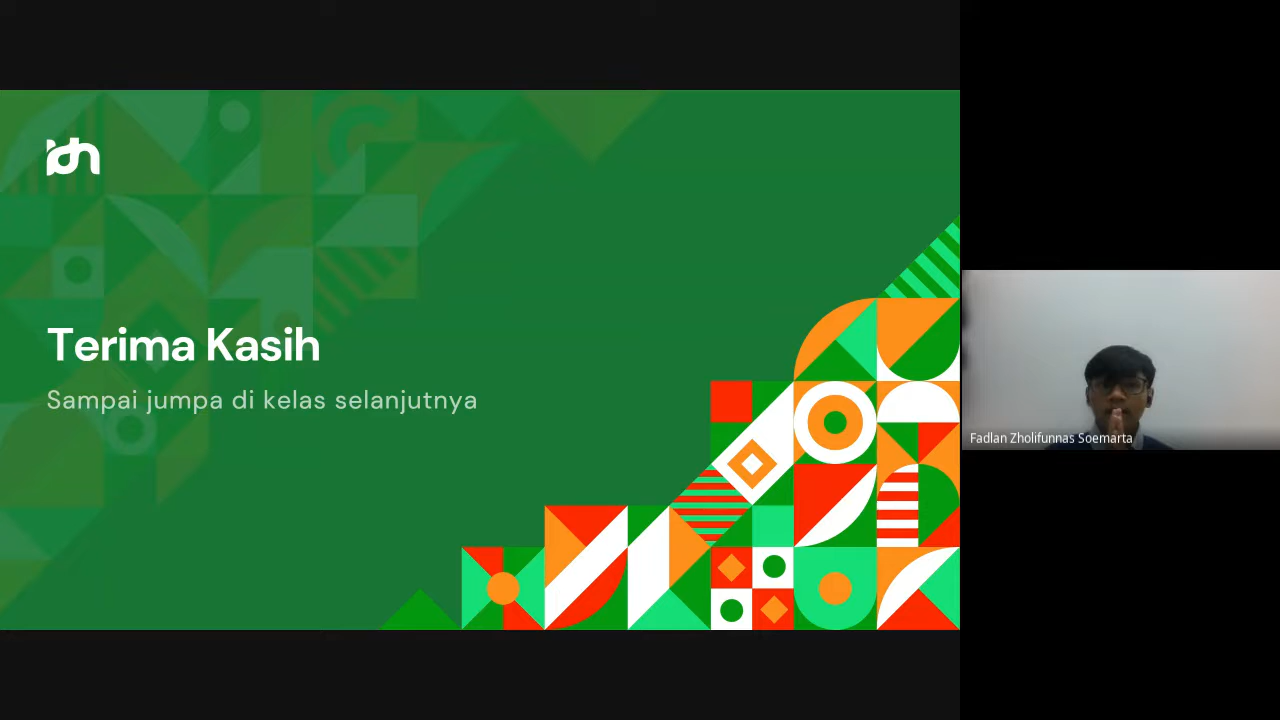 Terima Kasih
Sampai jumpa di kelas selanjutnya
Fadlan Zholifunnas Soemarta